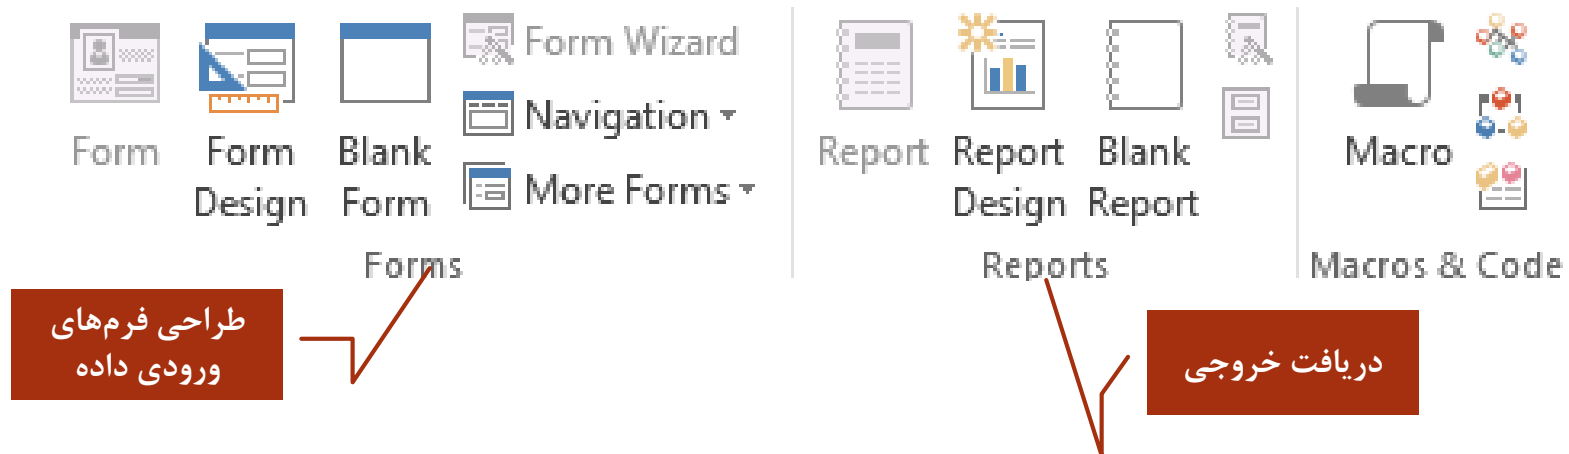 Form
Form
Design
Blank
Form
Form Wizard
Navigation
More Forms
Forms
Report
Report
Design
Blank
Report
Reports
Macro
Macros & Code
طراحی فرم‌های
ورودی داده
دریافت خروجی